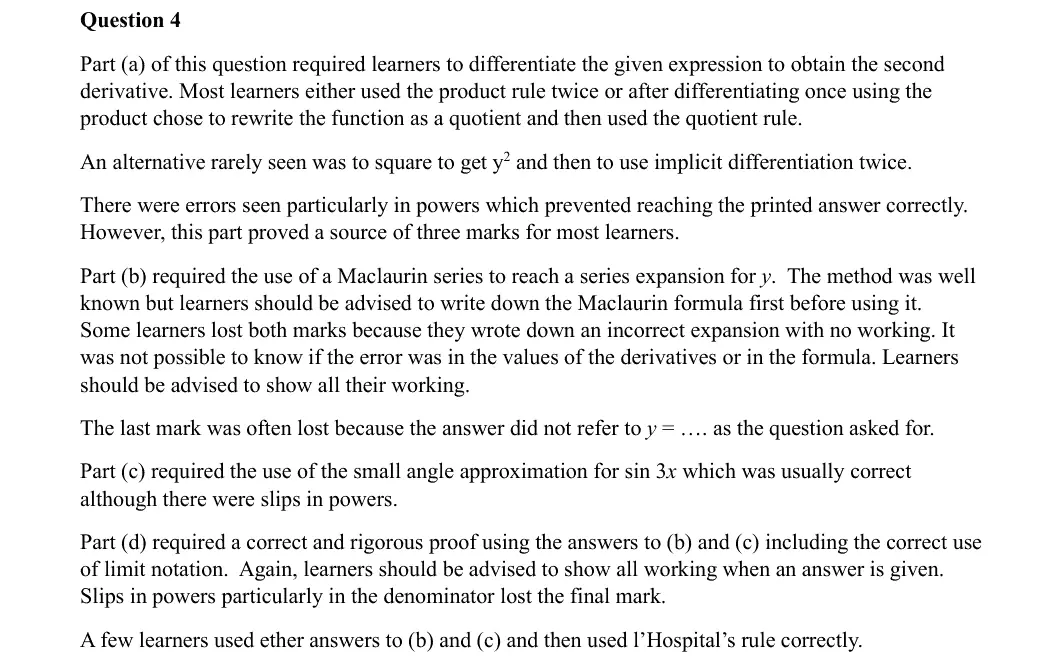 Question 4
Part (a) of this question required learners to differentiate the given expression to obtain the second
derivative. Most learners either used the product rule twice or after differentiating once using the
product chose to rewrite the function as a quotient and then used the quotient rule.
An alternative rarely seen was to square to get y² and then to use implicit differentiation twice.
There were errors seen particularly in powers which prevented reaching the printed answer correctly.
However, this part proved a source of three marks for most learners.
Part (b) required the use of a Maclaurin series to reach a series expansion for y. The method was well
known but learners should be advised to write down the Maclaurin formula first before using it.
Some learners lost both marks because they wrote down an incorrect expansion with no working. It
was not possible to know if the error was in the values of the derivatives or in the formula. Learners
should be advised to show all their working.
The last mark was often lost because the answer did not refer to y = …. as the question asked for.
Part (c) required the use of the small angle approximation for sin 3x which was usually correct
although there were slips in powers.
Part (d) required a correct and rigorous proof using the answers to (b) and (c) including the correct use
of limit notation. Again, learners should be advised to show all working when an answer is given.
Slips in powers particularly in the denominator lost the final mark.
A few learners used ether answers to (b) and (c) and then used l’Hospital’s rule correctly.